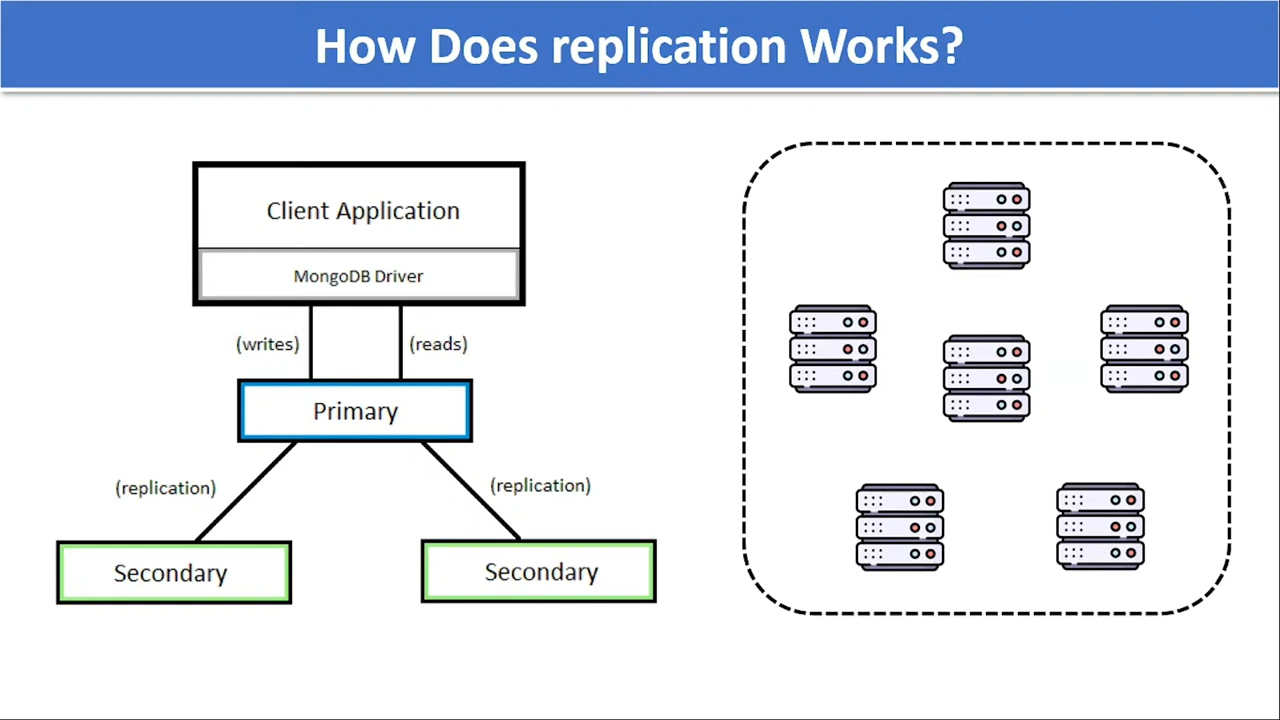 How Does replication Works?
Client Application
MongoDB Driver
(writes)
(reads)
Primary
(replication)
(replication)
Secondary
Secondary